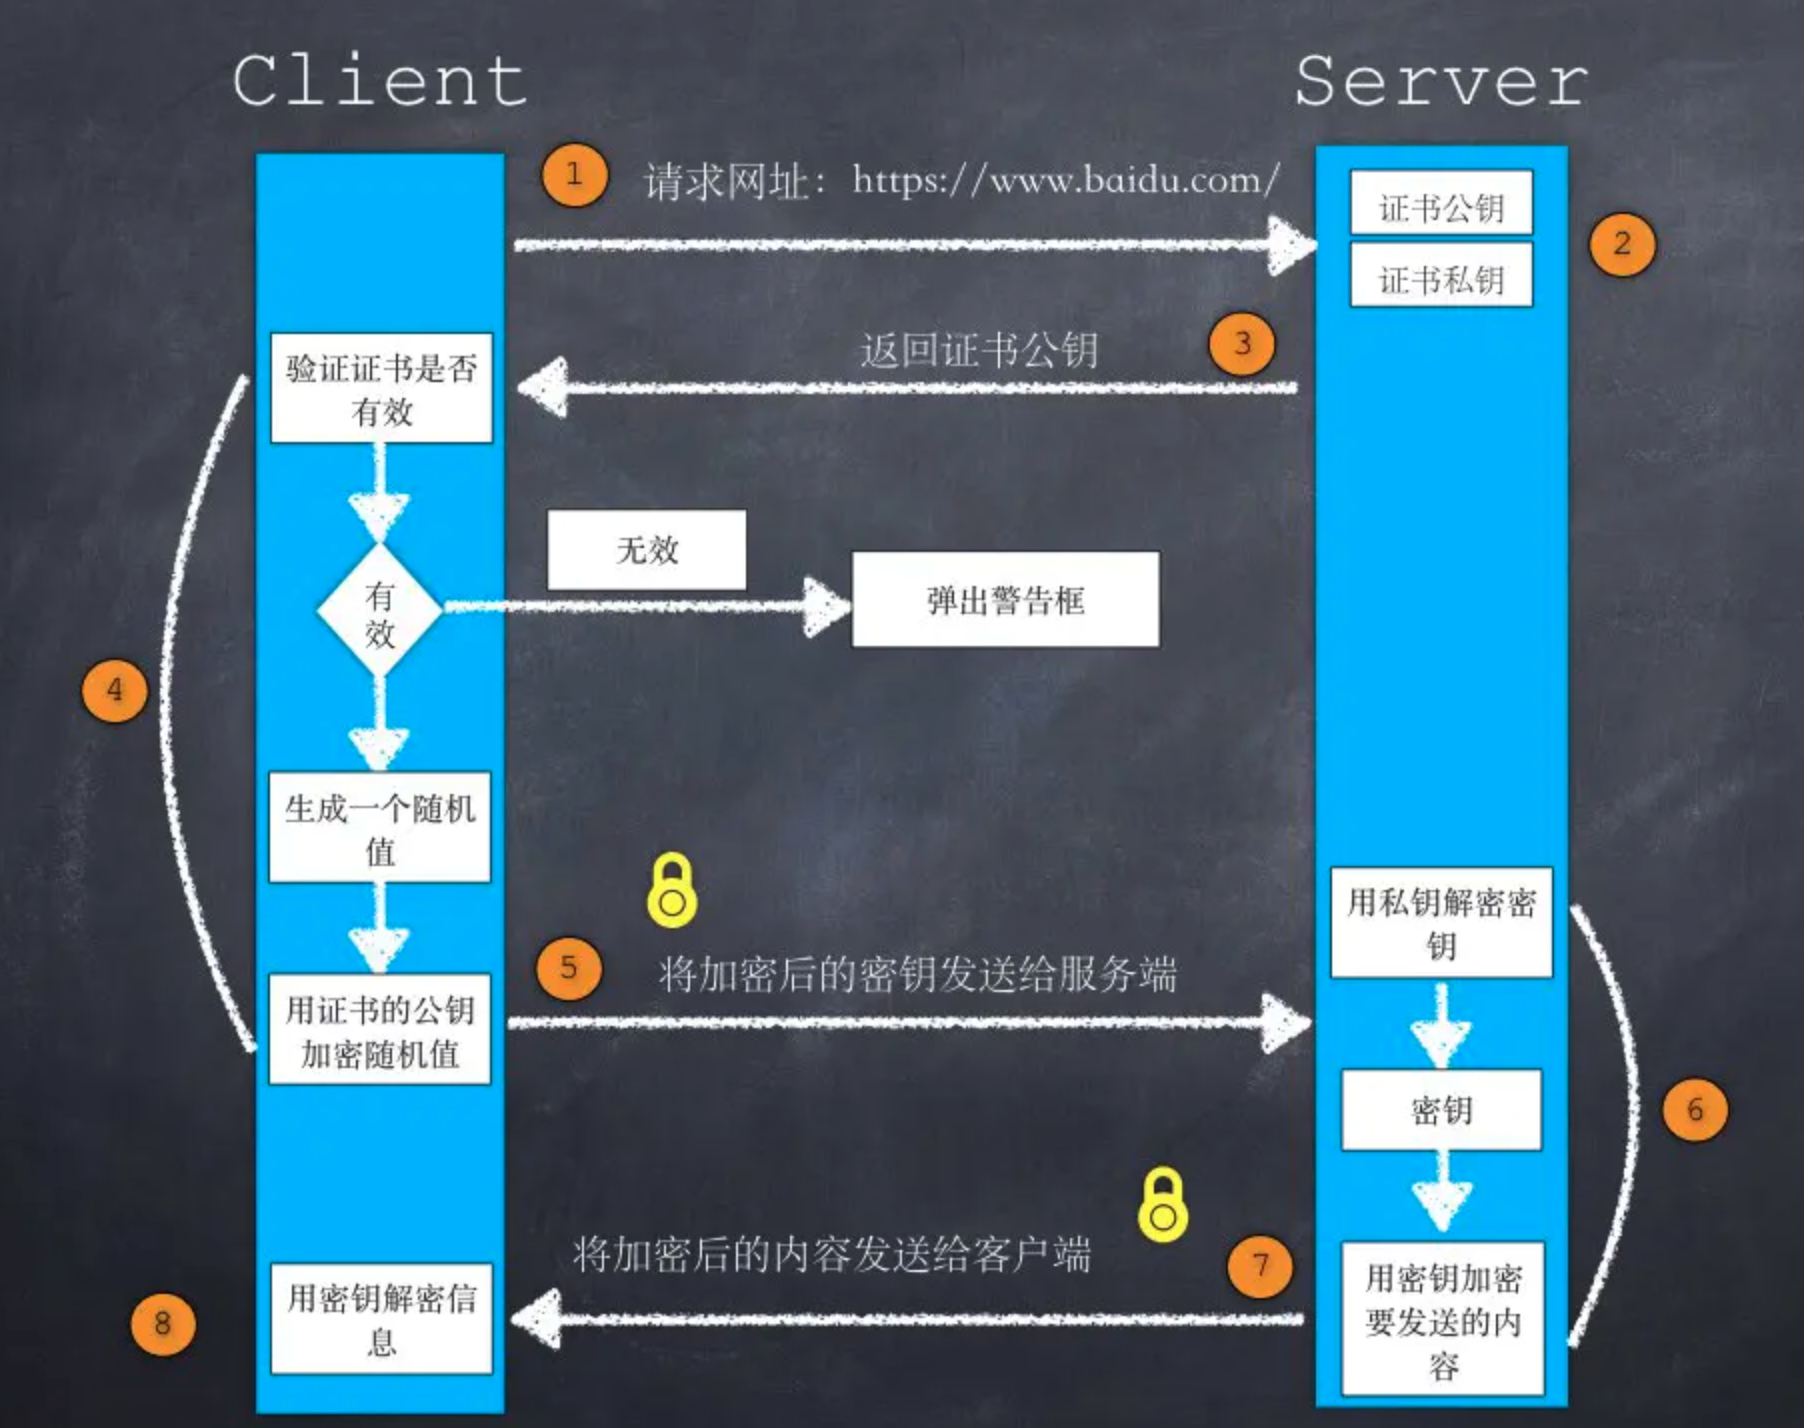 Client
Server
1
请求网址：https://www.baidu.com/
证书公钥
2
证书私钥
返回证书公钥
3
验证证书是否
有效
无效
有
效
弹出警告框
4
生成一个随机
值
用私钥解密密
钥
5
将加密后的密钥发送给服务端
用证书的公钥
加密随机值
密钥
6
将加密后的内容发送给客户端
7
用密钥加密
要发送的内
容
8
用密钥解密信
息